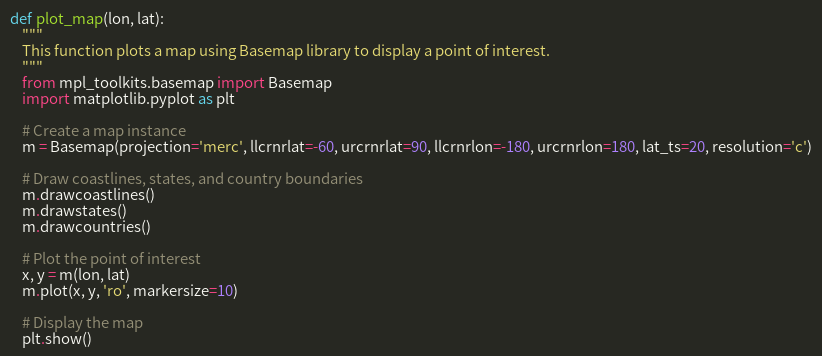 def plot_map(lon, lat):
"""
This function plots a map using Basemap library to display a point of interest.
"""
from mpl_toolkits.basemap import Basemap
import matplotlib.pyplot as plt
# Create a map instance
m = Basemap(projection='merc', llcrnrlat=-60, urcrnrlat=90, llcrnrlon=-180, urcrnrlon=180, lat_ts=20, resolution='c')
# Draw coastlines, states, and country boundaries
m.drawcoastlines()
m.drawstates()
m.drawcountries()
# Plot the point of interest
x, y = m(lon, lat)
m.plot(x, y, 'ro', markersize=10)
# Display the map
plt.show()